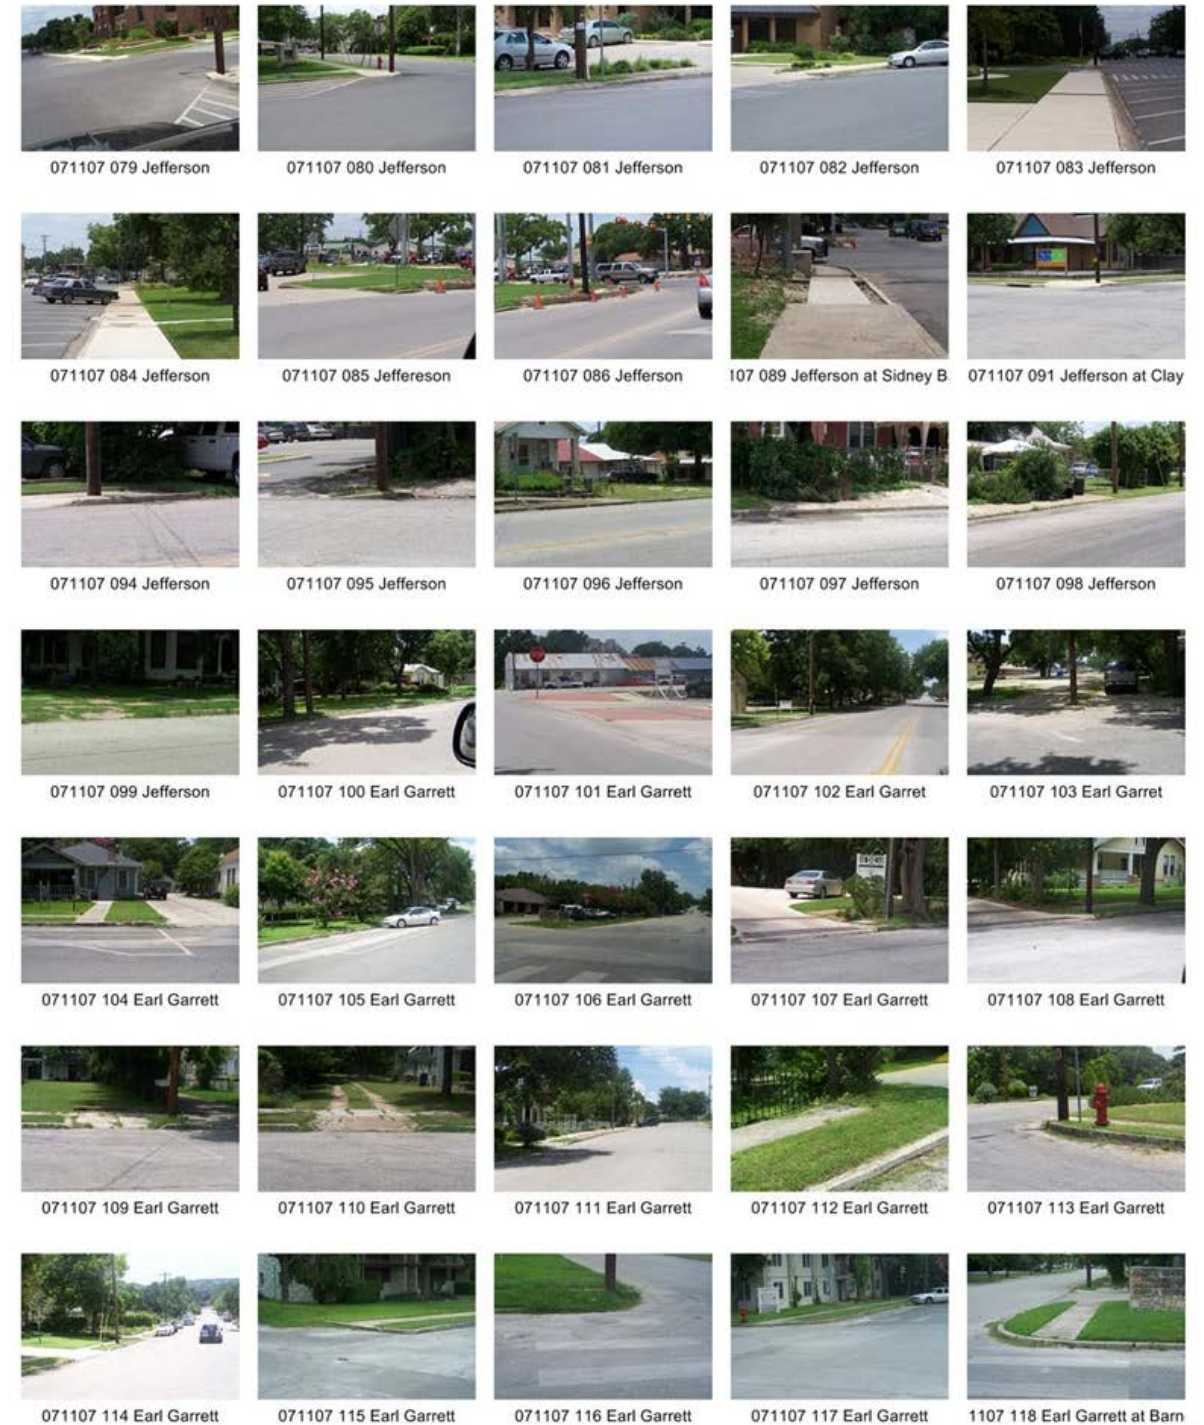 071107 079 Jefferson
071107 080 Jefferson
071107 081 Jefferson
071107 082 Jefferson
071107 083 Jefferson
071107 084 Jefferson
071107 085 Jeffereson
071107 086 Jefferson
107 089 Jefferson at Sidney B
071107 091 Jefferson at Clay
071107 094 Jefferson
071107 095 Jefferson
071107 096 Jefferson
071107 097 Jefferson
071107 098 Jefferson
071107 099 Jefferson
071107 100 Earl Garrett
071107 101 Earl Garrett
071107 102 Earl Garret
071107 103 Earl Garret
071107 104 Earl Garrett
071107 105 Earl Garrett
071107 106 Earl Garrett
071107 107 Earl Garrett
071107 108 Earl Garrett
071107 109 Earl Garrett
071107 110 Earl Garrett
071107 111 Earl Garrett
071107 112 Earl Garrett
071107 113 Earl Garrett
071107 114 Earl Garrett
071107 115 Earl Garrett
071107 116 Earl Garrett
071107 117 Earl Garrett
1107 118 Earl Garrett at Barn